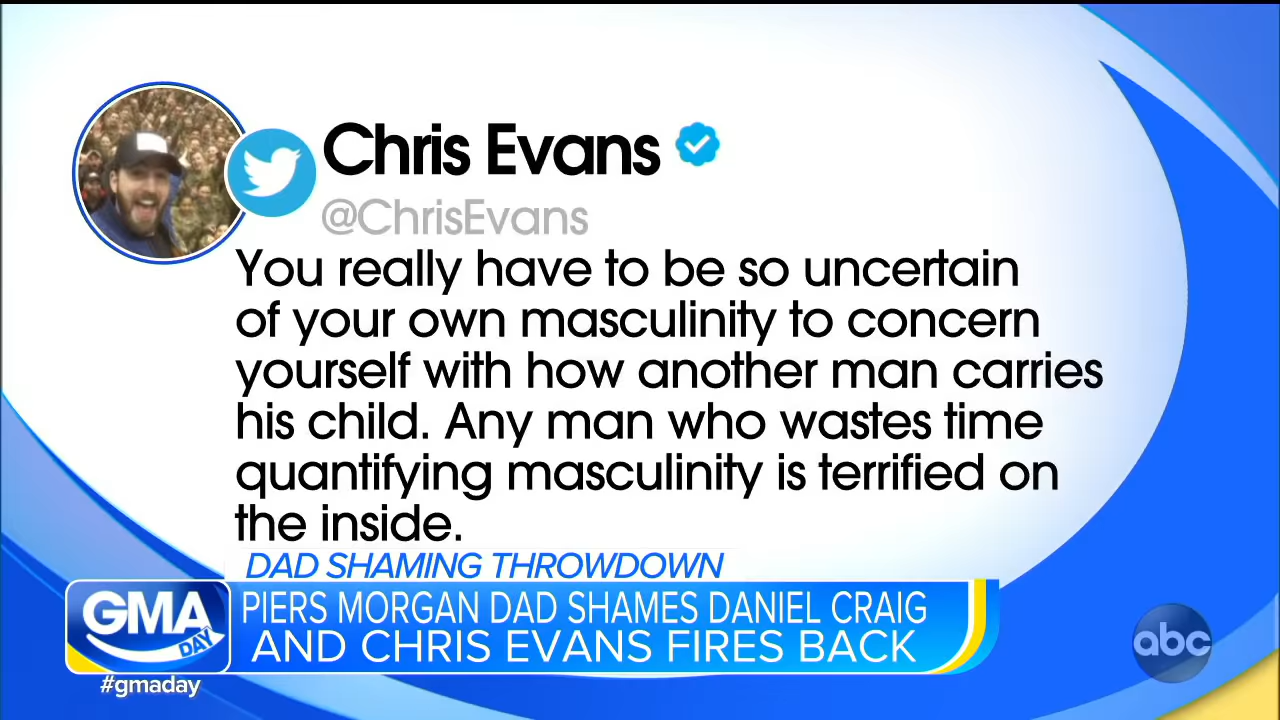 Chris Evans
@ChrisEvans
You really have to be so uncertain
of your own masculinity to concern
yourself with how another man carries
his child. Any man who wastes time
quantifying masculinity is terrified on
the inside.
DAD SHAMING THROWDOWN
PIERS MORGAN DAD SHAMES DANIEL CRAIG
AND CHRIS EVANS FIRES BACK
GMA
DAY
#gmaday
abc